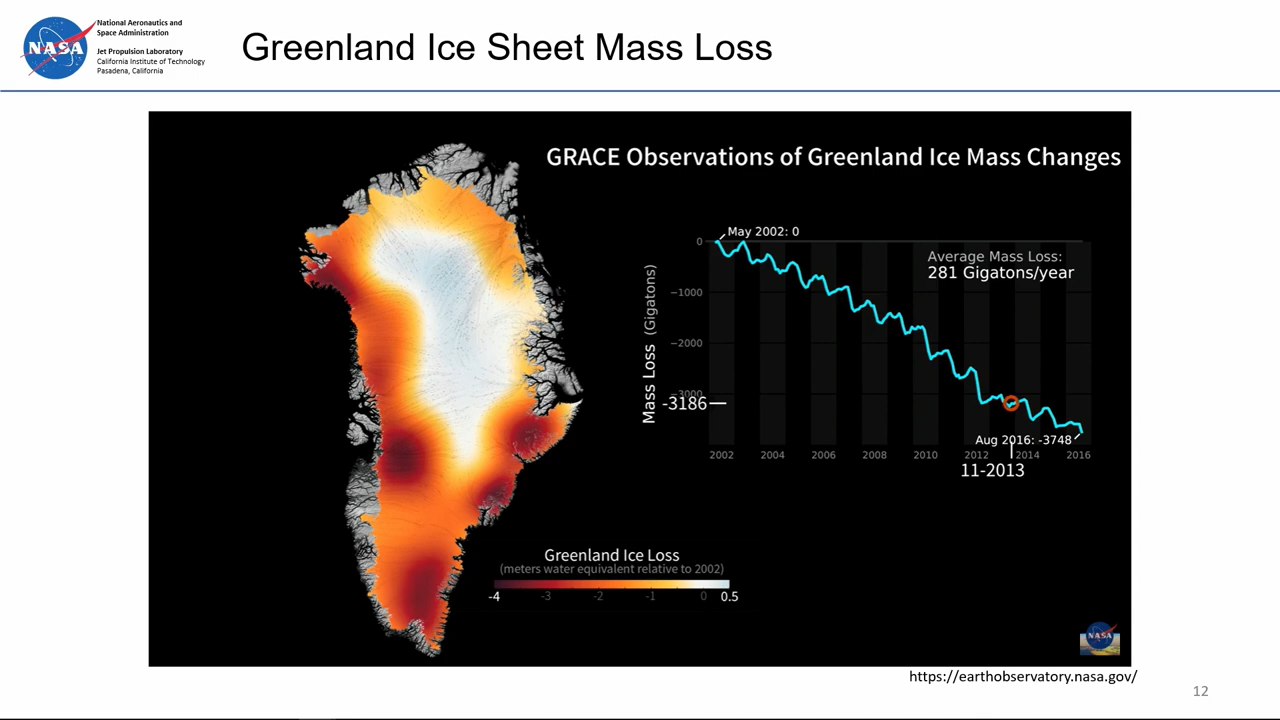 NASA
National Aeronautics and
Space Administration
Jet Propulsion Laboratory
California Institute of Technology
Pasadena, California
Greenland Ice Sheet Mass Loss
GRACE Observations of Greenland Ice Mass Changes
May 2002: 0
Average Mass Loss:
281 Gigatons/year
Mass Loss (Gigatons)
0
−1000
−2000
−3000
-3186
Aug 2016: -3748
2002 2004 2006 2008 2010 2012 2014 2016
11-2013
Greenland Ice Loss
(meters water equivalent relative to 2002)
-4 -3 -2 -1 0 0.5
NASA
https://earthobservatory.nasa.gov/
12